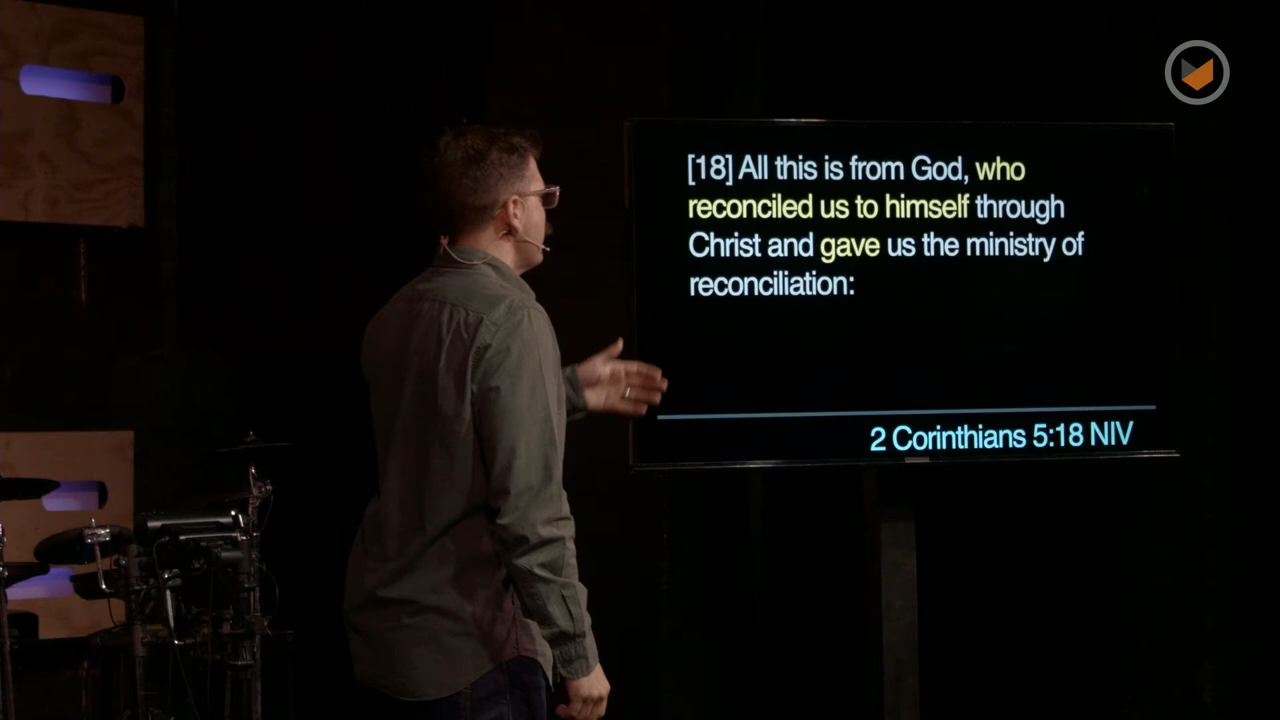 [18] All this is from God, who
reconciled us to himself through
Christ and gave us the ministry of
reconciliation:
2 Corinthians 5:18 NIV